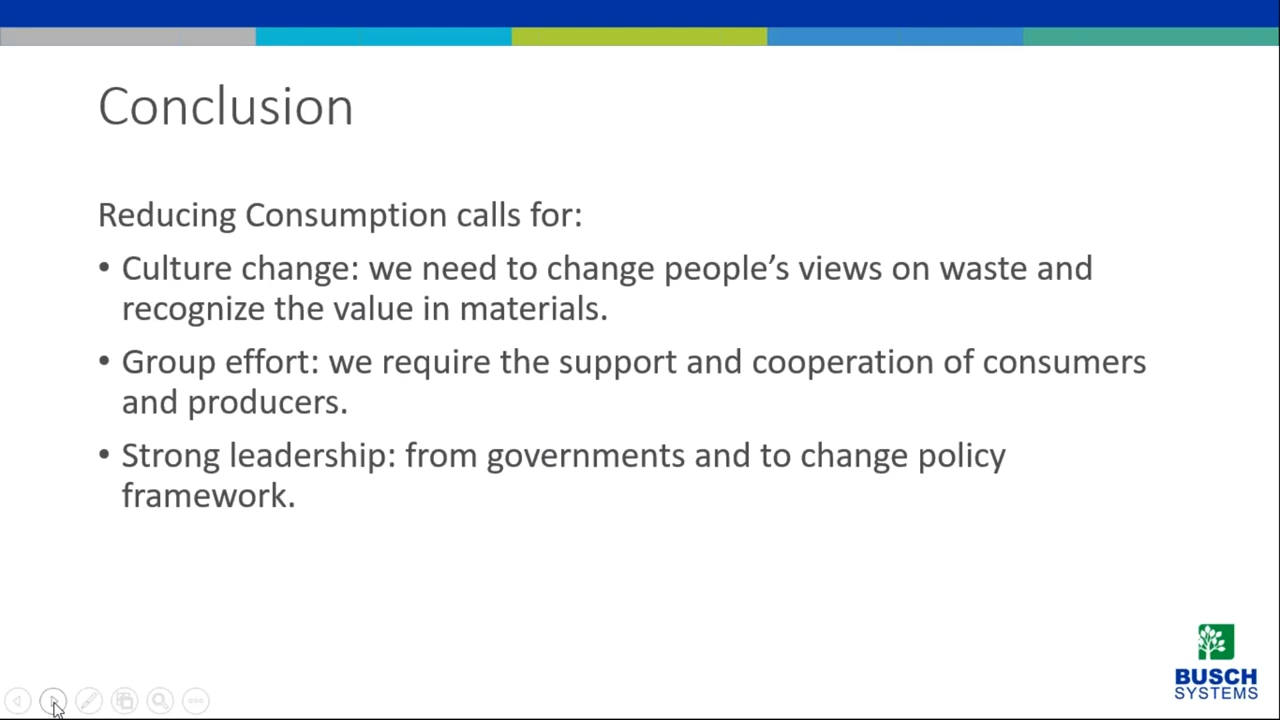 Conclusion
Reducing Consumption calls for:
• Culture change: we need to change people’s views on waste and
recognize the value in materials.
• Group effort: we require the support and cooperation of consumers
and producers.
• Strong leadership: from governments and to change policy
framework.
BUSCH
SYSTEMS